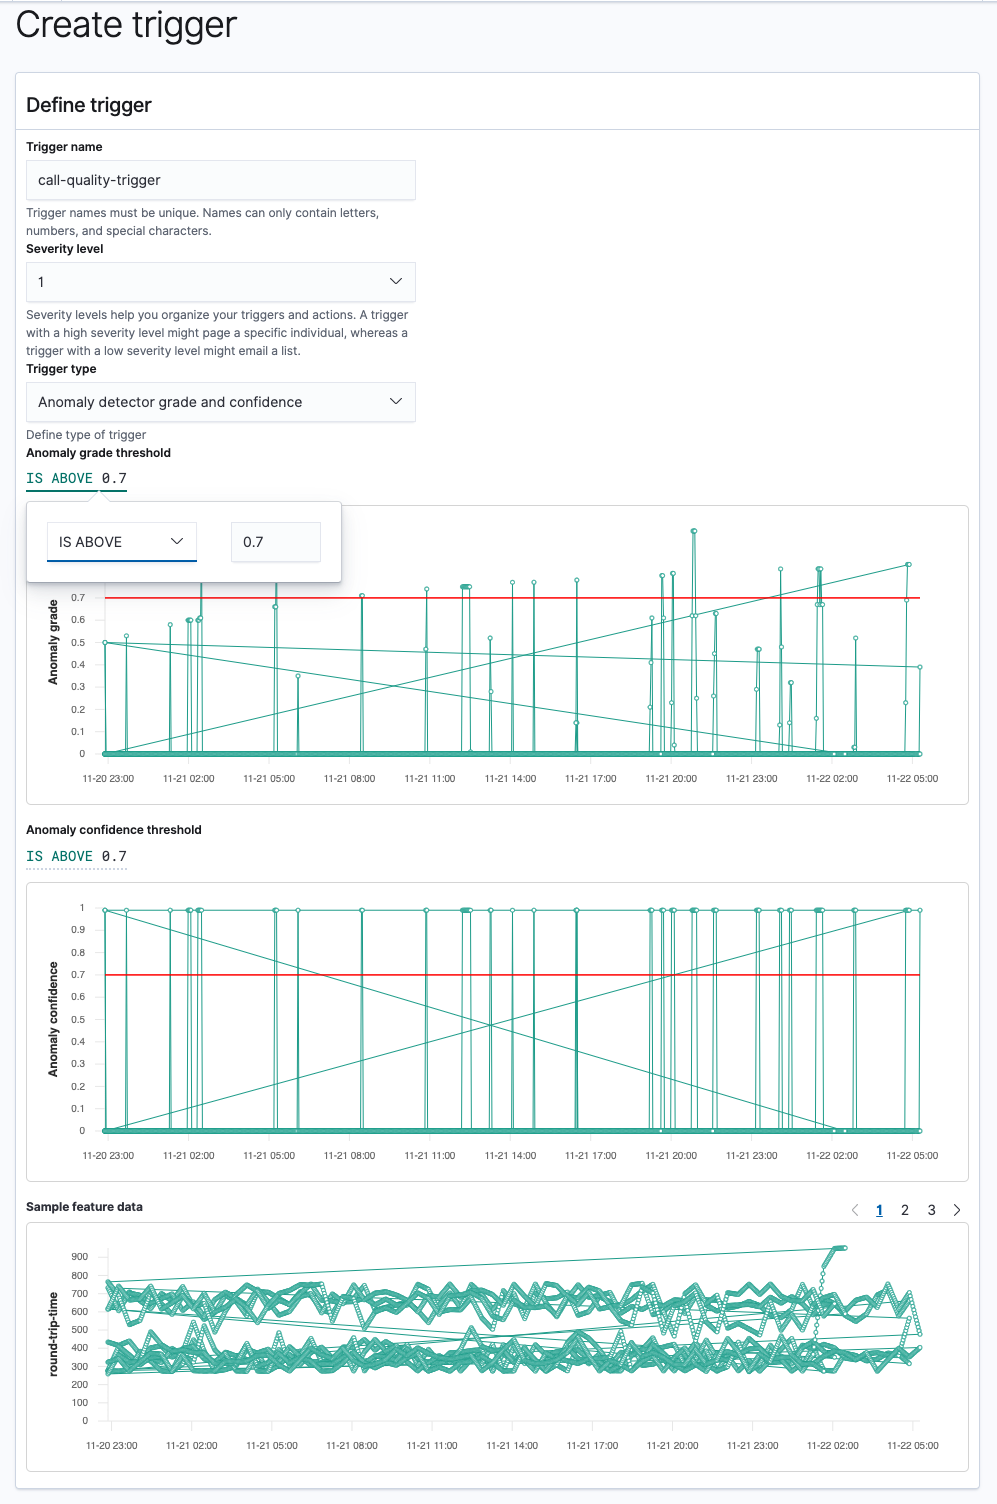 Create trigger
Define trigger
Trigger name
call-quality-trigger
Trigger names must be unique. Names can only contain letters,
numbers, and special characters.
Severity level
1
Severity levels help you organize your triggers and actions. A trigger
with a high severity level might page a specific individual, whereas a
trigger with a low severity level might email a list.
Trigger type
Anomaly detector grade and confidence
Define type of trigger
Anomaly grade threshold
IS ABOVE 0.7
IS ABOVE
0.7
Anomaly grade
0.7
0.6
0.5
0.4
0.3
0.2
0.1
0
11-20 23:00 11-21 02:00 11-21 05:00 11-21 08:00 11-21 11:00 11-21 14:00 11-21 17:00 11-21 20:00 11-21 23:00 11-22 02:00 11-22 05:00
Anomaly confidence threshold
IS ABOVE 0.7
Anomaly confidence
1
0.9
0.8
0.7
0.6
0.5
0.4
0.3
0.2
0.1
0
11-20 23:00 11-21 02:00 11-21 05:00 11-21 08:00 11-21 11:00 11-21 14:00 11-21 17:00 11-21 20:00 11-21 23:00 11-22 02:00 11-22 05:00
Sample feature data
1 2 3
round-trip-time
900
800
700
600
500
400
300
200
100
0
11-20 23:00 11-21 02:00 11-21 05:00 11-21 08:00 11-21 11:00 11-21 14:00 11-21 17:00 11-21 20:00 11-21 23:00 11-22 02:00 11-22 05:00